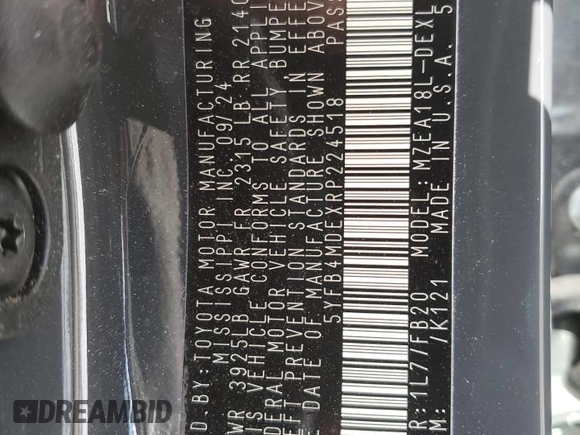 D.BY:TOYOTA MOTOR MANUFACTURING
MISSISSIPPI INC. 09/24
WR 3925LB GAWR FR 2315 LB RR 2140
IS VEHICLE CONFORMS TO ALL APPLI
DERAL MOTOR VEHICLE SAFETY BUMPE
EFT PREVENTION STANDARDS IN EFFE
E DATE OF MANUFACTURE SHOWN ABOV
5YFB4MDEXRP224518 PAS
R:1L7/FB20 MODEL:MZEA18L-DEXL
M: /K121 MADE IN U.S.A. 5
DREAMBID